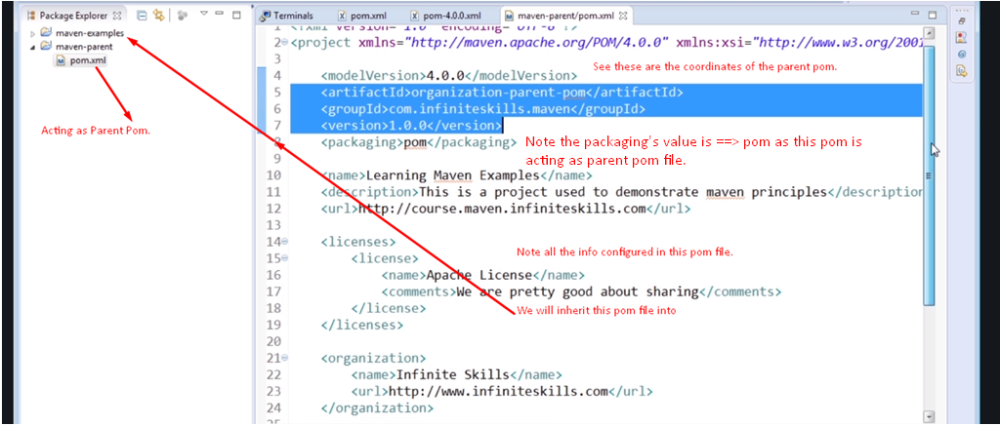 Package Explorer
maven-examples
maven-parent
pom.xml
Acting as Parent Pom.
Terminals
pom.xml
pom-4.0.0.xml
maven-parent/pom.xml
2 <project xmlns="http://maven.apache.org/POM/4.0.0" xmlns:xsi="http://www.w3.org/2001
3
See these are the coordinates of the parent pom.
4 <modelVersion>4.0.0</modelVersion>
5 <artifactId>organization-parent-pom</artifactId>
6 <groupId>com.infiniteskills.maven</groupId>
7 <version>1.0.0</version>
8 <packaging>pom</packaging>
Note the packaging's value is ==> pom as this pom is
acting as parent pom file.
9
10 <name>Learning Maven Examples</name>
11 <description>This is a project used to demonstrate maven principles</description
12 <url>http://course.maven.infiniteskills.com</url>
13
14 <licenses>
Note all the info configured in this pom file.
15 <license>
16 <name>Apache License</name>
17 <comments>We are pretty good about sharing</comments>
18 </license>
We will inherit this pom file into
19 </licenses>
20
21 <organization>
22 <name>Infinite Skills</name>
23 <url>http://www.infiniteskills.com</url>
24 </organization>